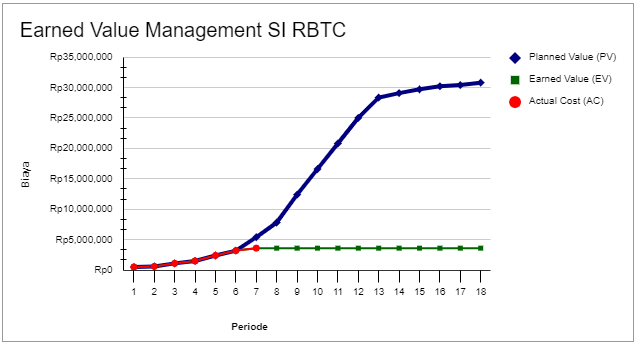 Earned Value Management SI RBTC
Rp35,000,000
Rp30,000,000
Rp25,000,000
Rp20,000,000
Rp15,000,000
Rp10,000,000
Rp5,000,000
Rp0
Biaya
1 2 3 4 5 6 7 8 9 10 11 12 13 14 15 16 17 18
Periode
Planned Value (PV)
Earned Value (EV)
Actual Cost (AC)